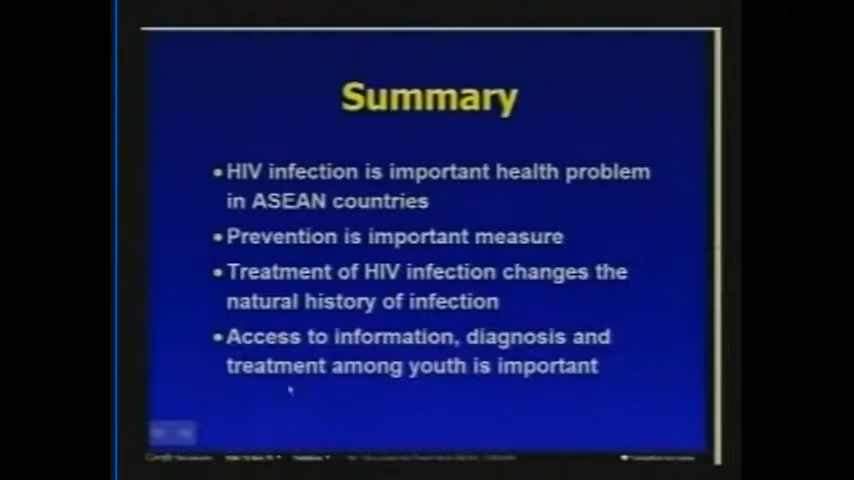 Summary
• HIV infection is important health problem
in ASEAN countries
• Prevention is important measure
• Treatment of HIV infection changes the
natural history of infection
• Access to information, diagnosis and
treatment among youth is important